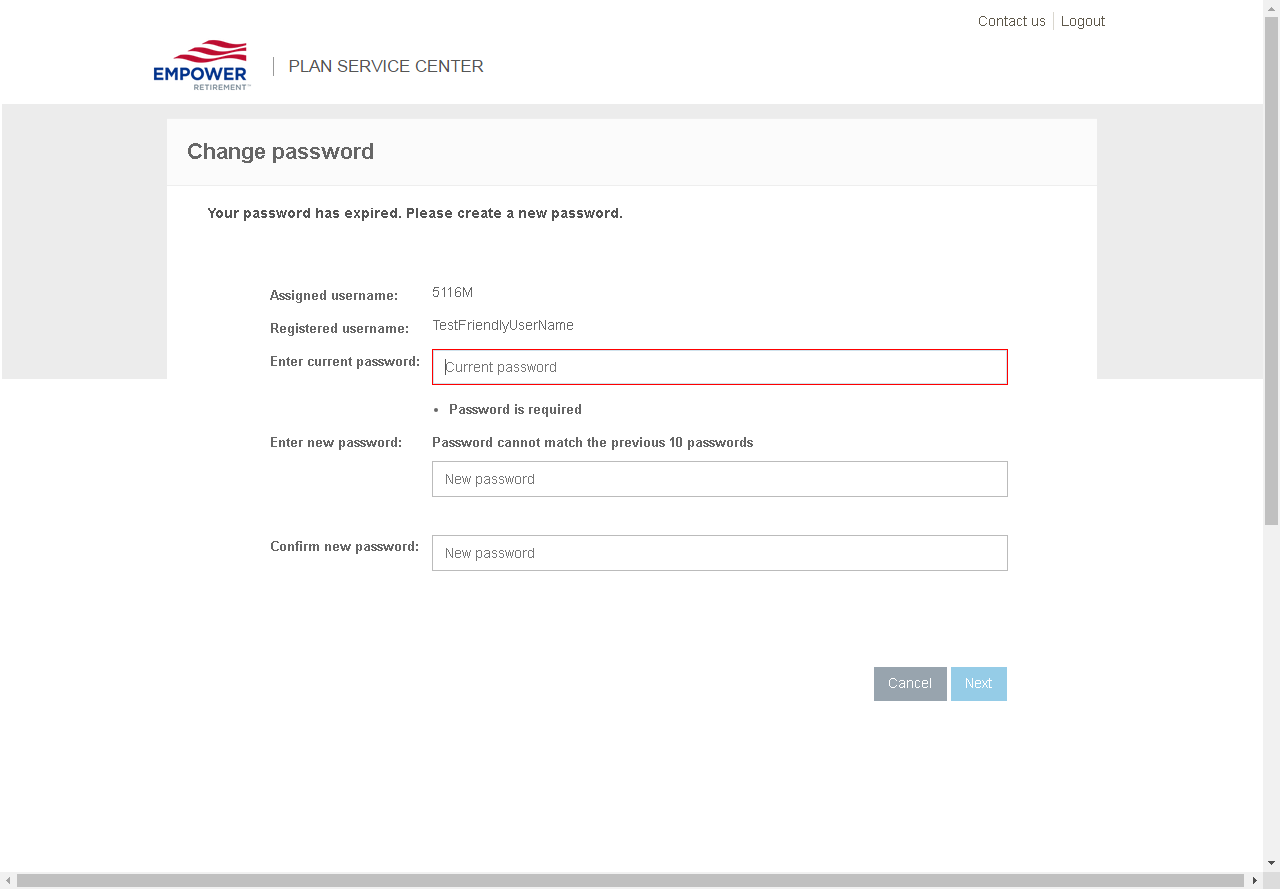 Contact us Logout
EMPOWER
RETIREMENT™
PLAN SERVICE CENTER
Change password
Your password has expired. Please create a new password.
Assigned username: 5116M
Registered username: TestFriendlyUserName
Enter current password: Current password
• Password is required
Enter new password: Password cannot match the previous 10 passwords
New password
Confirm new password: New password
Cancel Next